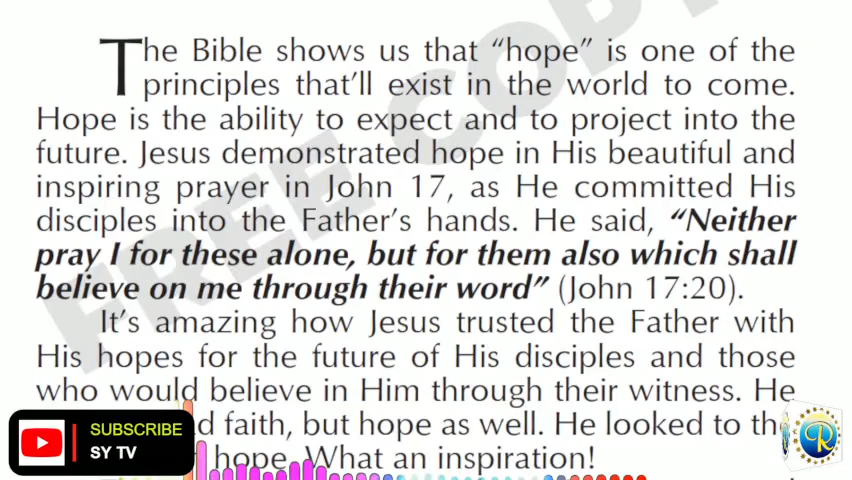 The Bible shows us that "hope" is one of the
principles that'll exist in the world to come.
Hope is the ability to expect and to project into the
future. Jesus demonstrated hope in His beautiful and
inspiring prayer in John 17, as He committed His
disciples into the Father's hands. He said, "Neither
pray I for these alone, but for them also which shall
believe on me through their word" (John 17:20).
It's amazing how Jesus trusted the Father with
His hopes for the future of His disciples and those
who would believe in Him through their witness. He
faith, but hope as well. He looked to the
hope. What an inspiration!
FREE COPY
SUBSCRIBE
SY TV
R